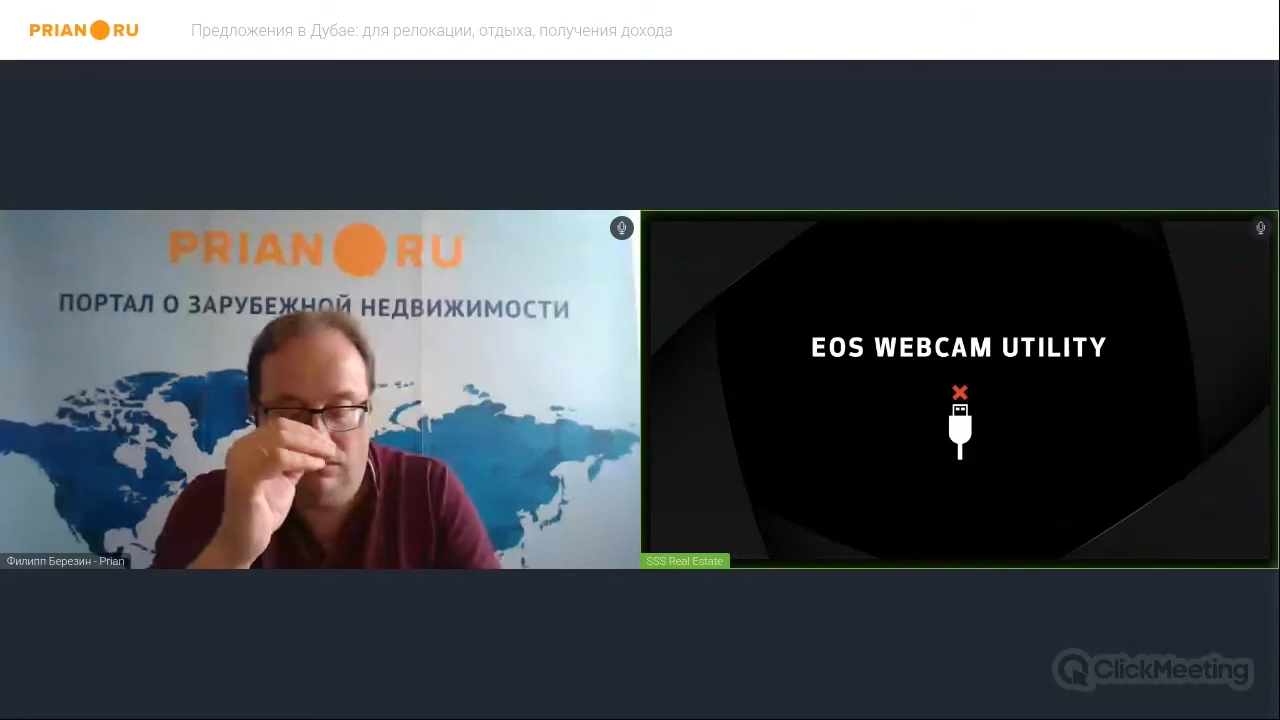 PRIAN RU
Предложения в Дубае: для релокации, отдыха, получения дохода
PRIAN RU
ПОРТАЛ О ЗАРУБЕЖНОЙ НЕДВИЖИМОСТИ
EOS WEBCAM UTILITY
Филипп Березин - Prian
SSS Real Estate
ClickMeeting